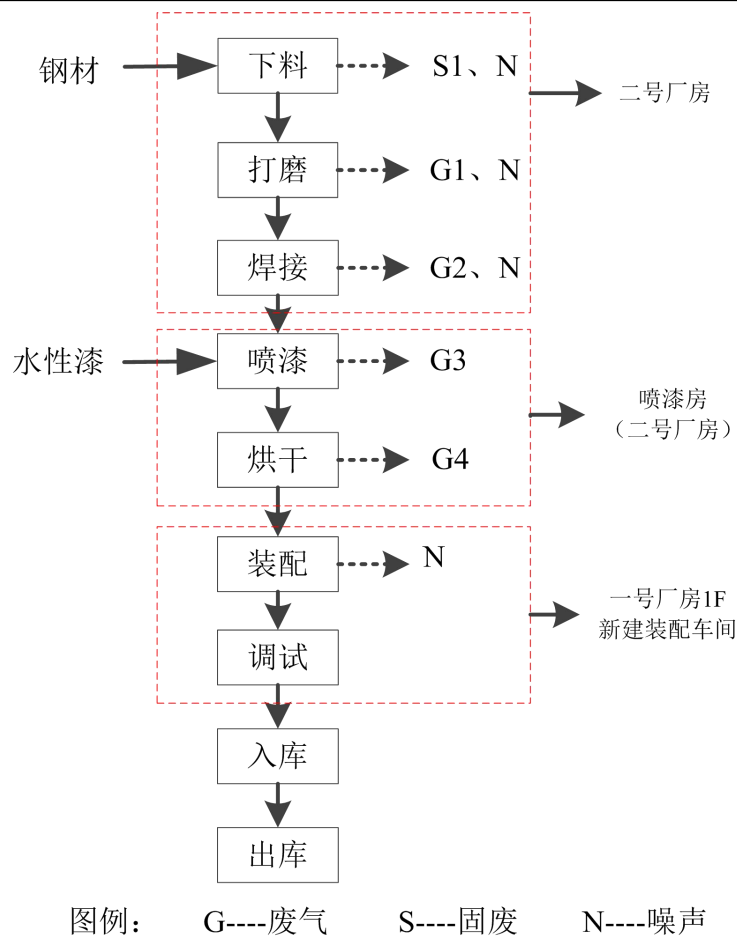 钢材
下料
S1、N
二号厂房
打磨
G1、N
焊接
G2、N
水性漆
喷漆
G3
喷漆房
（二号厂房）
烘干
G4
装配
N
一号厂房1F
新建装配车间
调试
入库
出库
图例： G----废气 S----固废 N----噪声